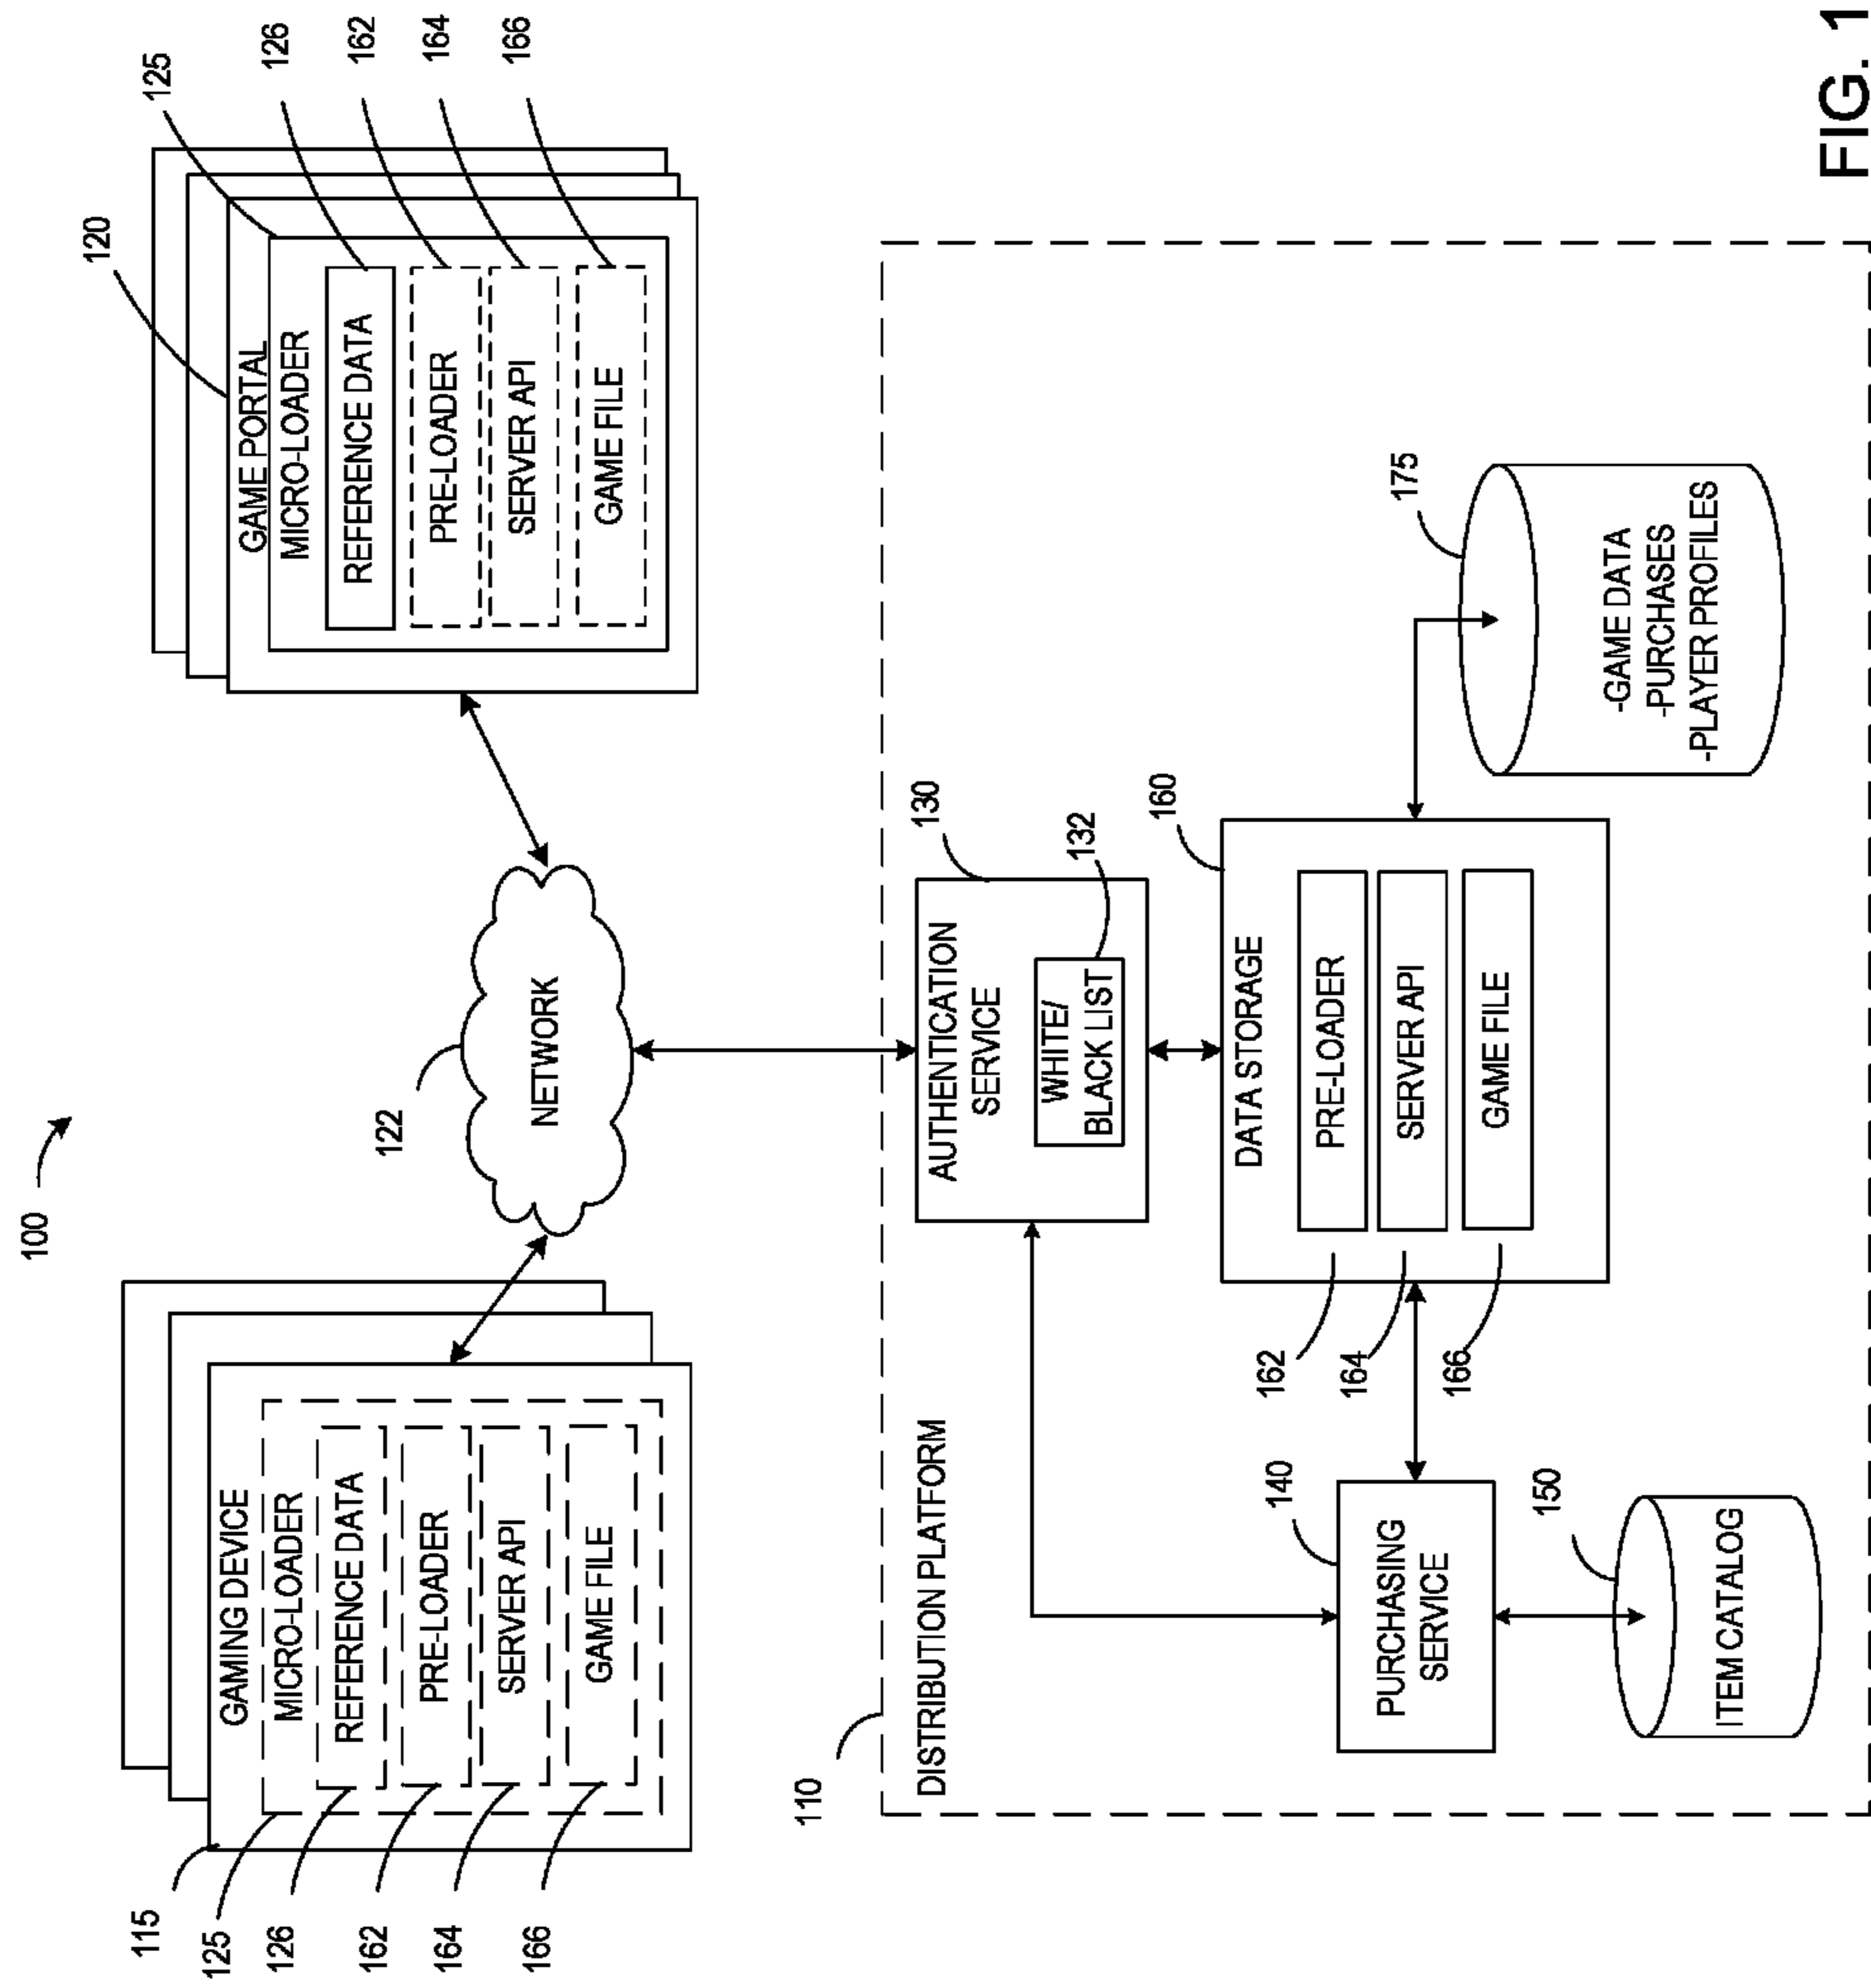 100
115
125
126
162
164
166
GAMING DEVICE
MICRO-LOADER
REFERENCE DATA
PRE-LOADER
SERVER API
GAME FILE
122
NETWORK
120
GAME PORTAL
MICRO-LOADER
REFERENCE DATA
PRE-LOADER
SERVER API
GAME FILE
125
126
162
164
166
110
DISTRIBUTION PLATFORM
130
AUTHENTICATION
SERVICE
132
WHITE/
BLACK LIST
140
PURCHASING
SERVICE
150
ITEM CATALOG
160
DATA STORAGE
PRE-LOADER
SERVER API
GAME FILE
162
164
166
175
-GAME DATA
-PURCHASES
-PLAYER PROFILES
FIG. 1